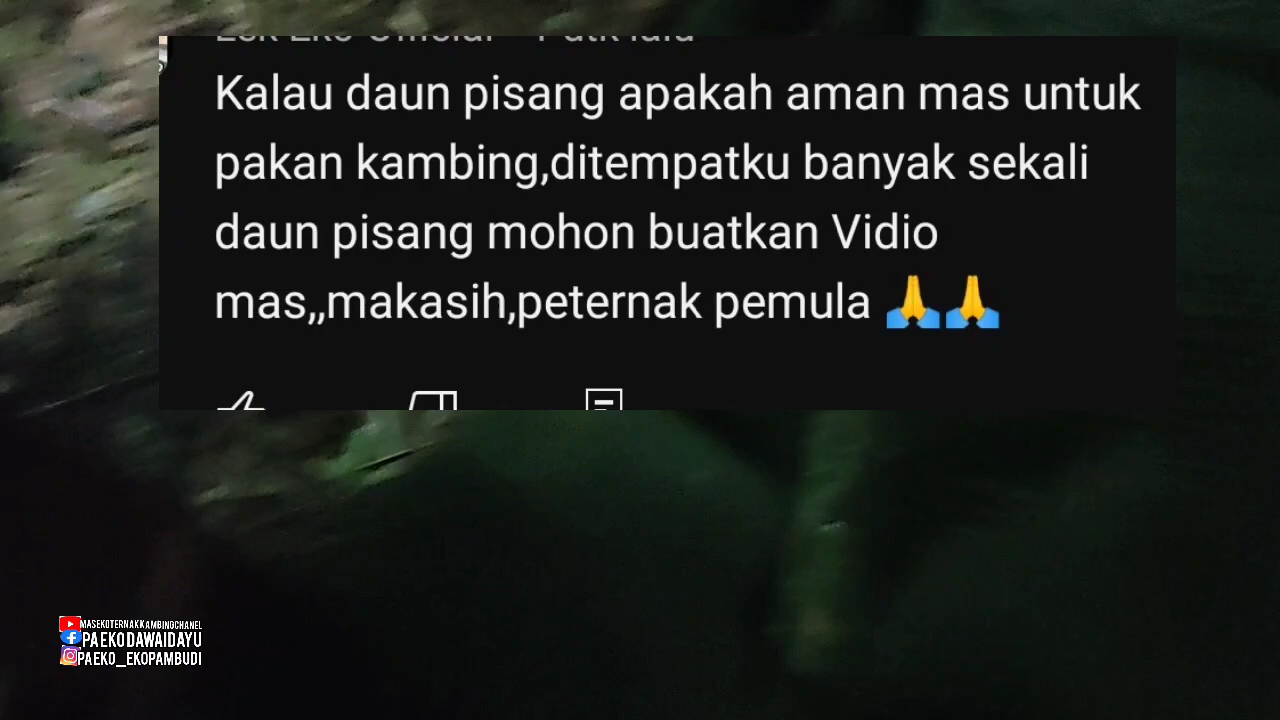 Kalau daun pisang apakah aman mas untuk
pakan kambing,ditempatku banyak sekali
daun pisang mohon buatkan Vidio
mas,,makasih,peternak pemula 🙏🙏
MASEKOTERNAKKAMBINGCHANEL
PAEKODAWAIDAYU
PAEKO_EKOPAMBUDI